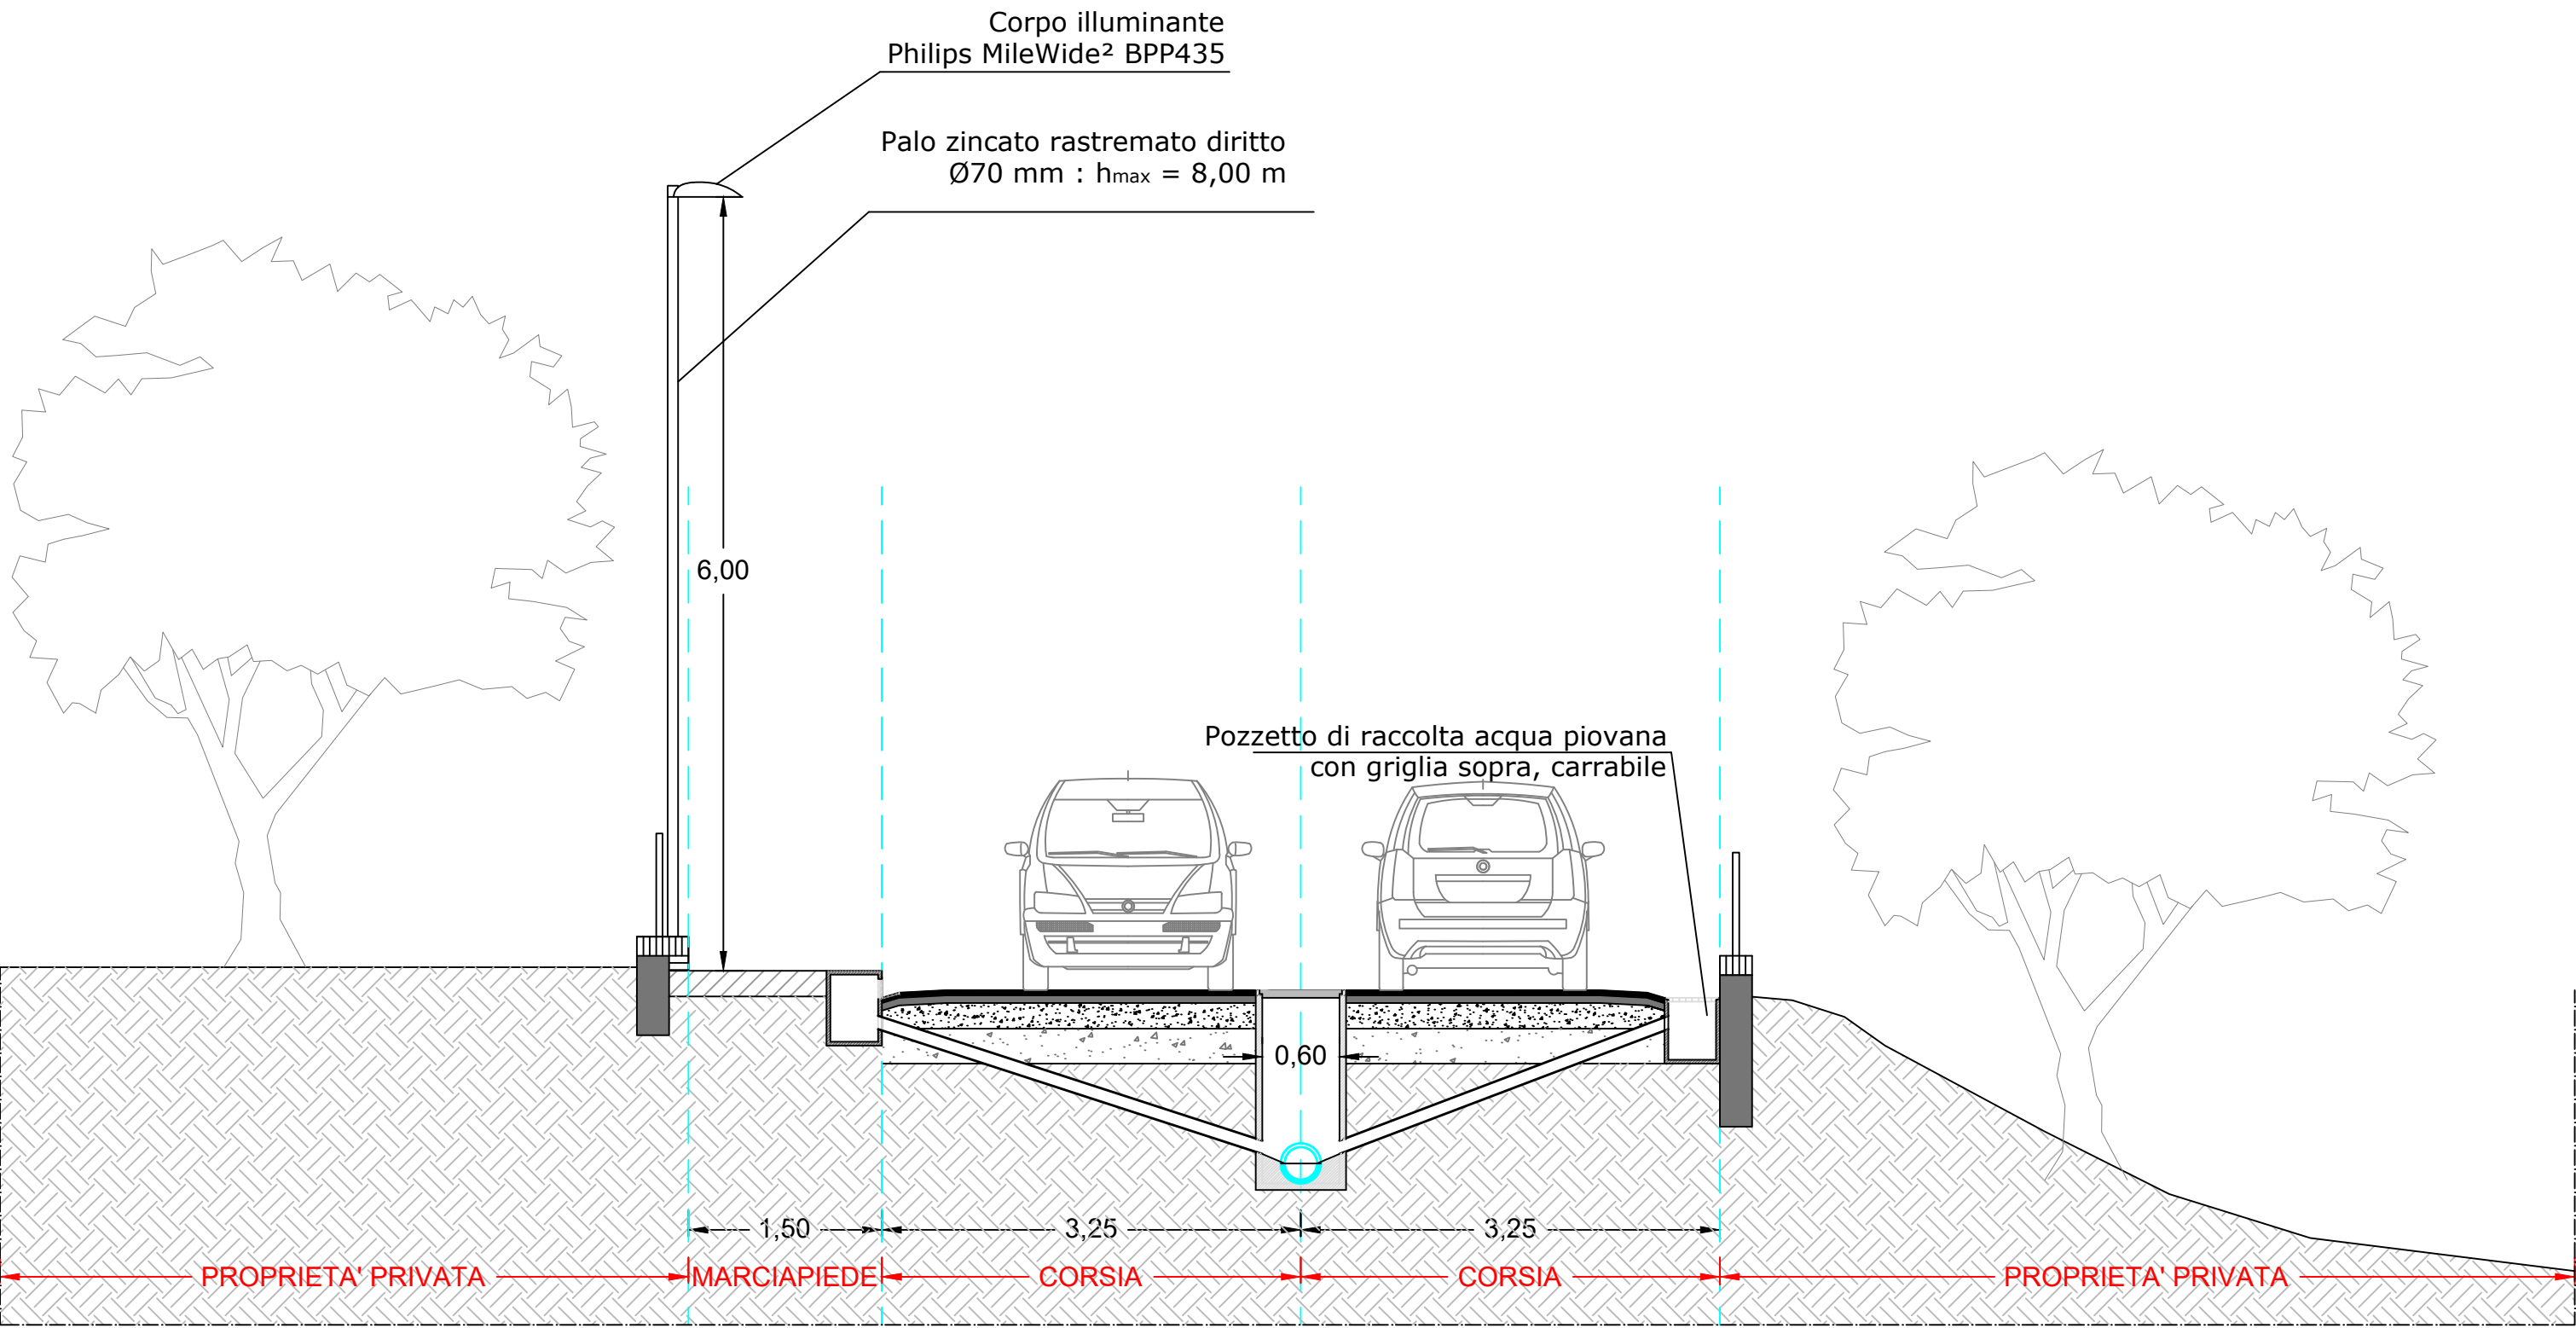 Corpo illuminante
Philips MileWide² BPP435
Palo zincato rastremato diritto
Ø70 mm : hmax = 8,00 m
6,00
Pozzetto di raccolta acqua piovana
con griglia sopra, carrabile
0,60
1,50
3,25
3,25
PROPRIETA' PRIVATA
MARCIAPIEDE
CORSIA
CORSIA
PROPRIETA' PRIVATA